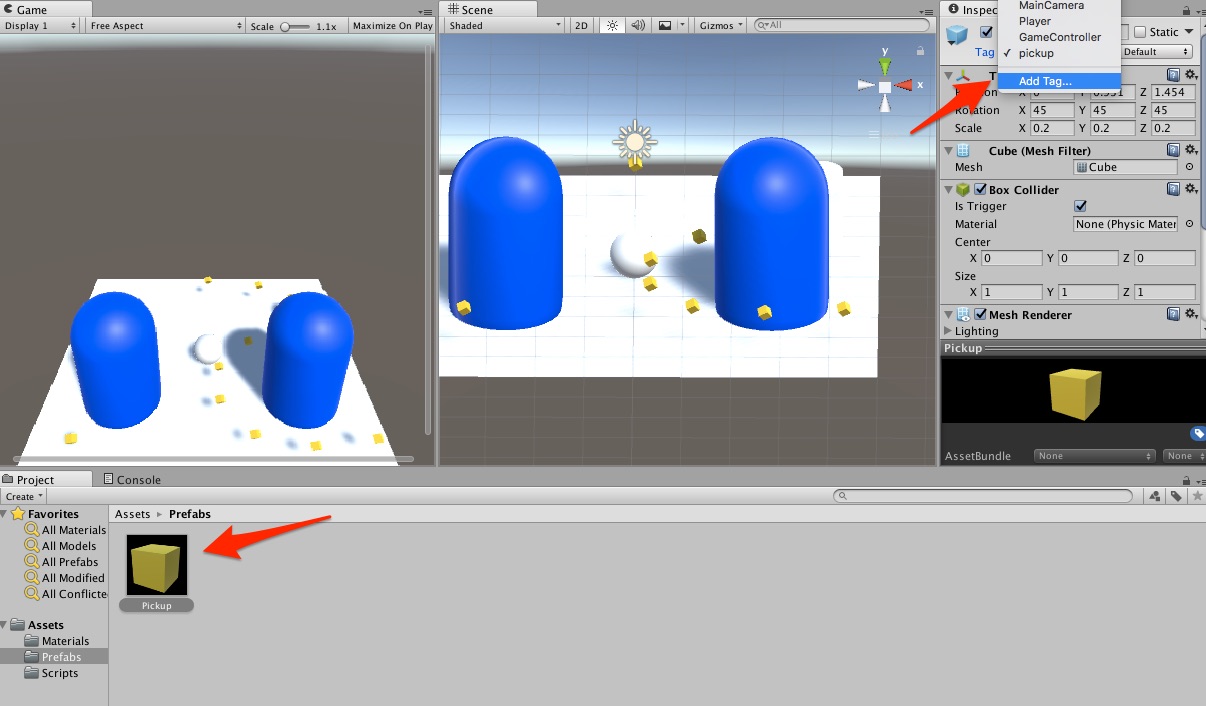 Game
Display 1 Free Aspect Scale 1.1x Maximize On Play
Scene
Shaded 2D Gizmos All
y
x
Inspec
MainCamera
Player
GameController
✓ pickup
Add Tag...
Static
Tag Default
T
Position X 0 Y 0.551 Z 1.454
Rotation X 45 Y 45 Z 45
Scale X 0.2 Y 0.2 Z 0.2
Cube (Mesh Filter)
Mesh Cube
Box Collider
Is Trigger
Material None (Physic Mater
Center
X 0 Y 0 Z 0
Size
X 1 Y 1 Z 1
Mesh Renderer
Lighting
Pickup
AssetBundle None None
Project Console
Create
Favorites
All Materials
All Models
All Prefabs
All Modified
All Conflicte
Assets
Materials
Prefabs
Scripts
Assets ▸ Prefabs
Pickup